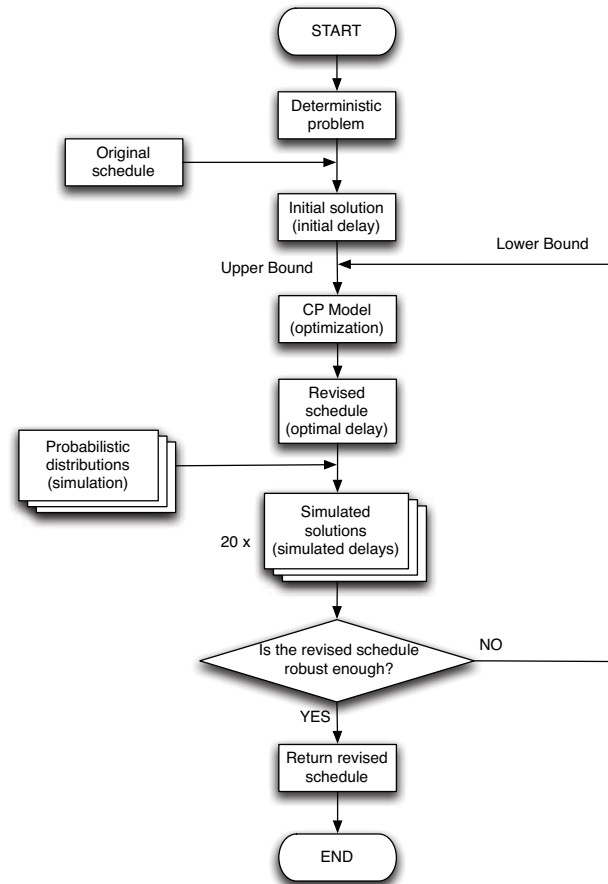 START
Deterministic
problem
Original
schedule
Initial solution
(initial delay)
Lower Bound
Upper Bound
CP Model
(optimization)
Revised
schedule
(optimal delay)
Probabilistic
distributions
(simulation)
Simulated
solutions
(simulated delays)
20 x
Is the revised schedule
robust enough?
NO
YES
Return revised
schedule
END